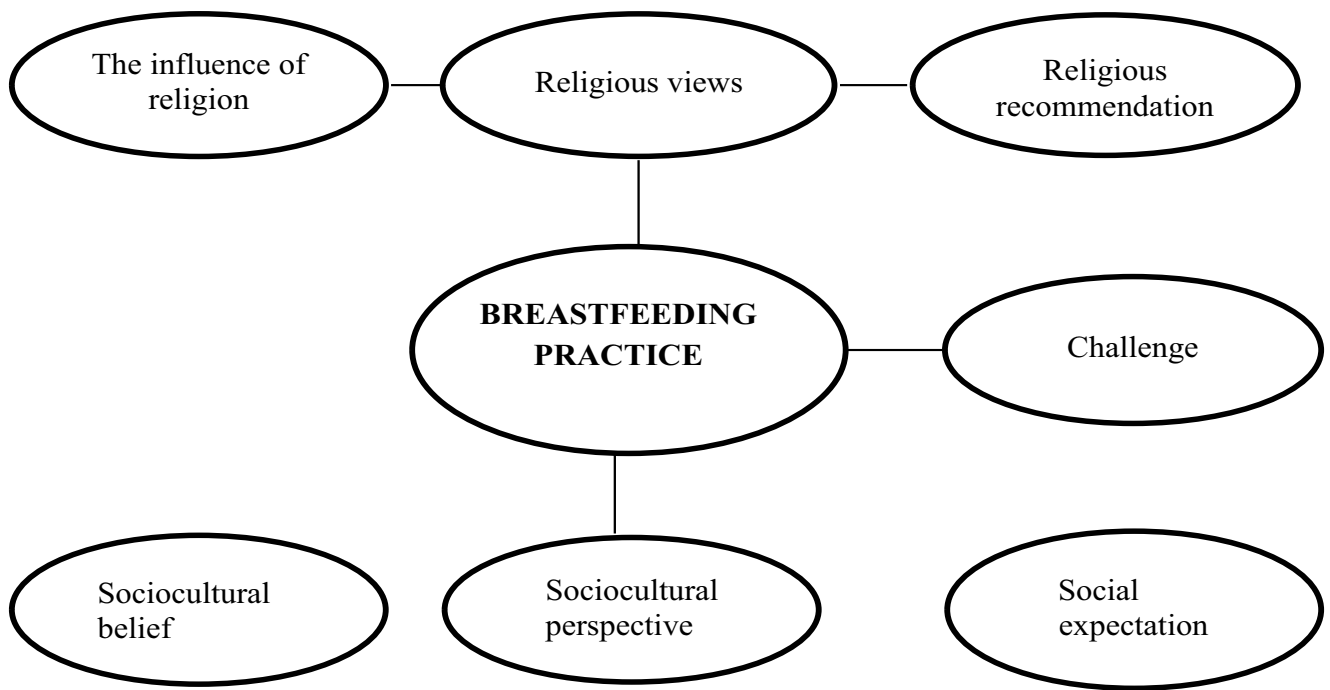 The influence of
religion
Religious views
Religious
recommendation
BREASTFEEDING
PRACTICE
Challenge
Sociocultural
belief
Sociocultural
perspective
Social
expectation